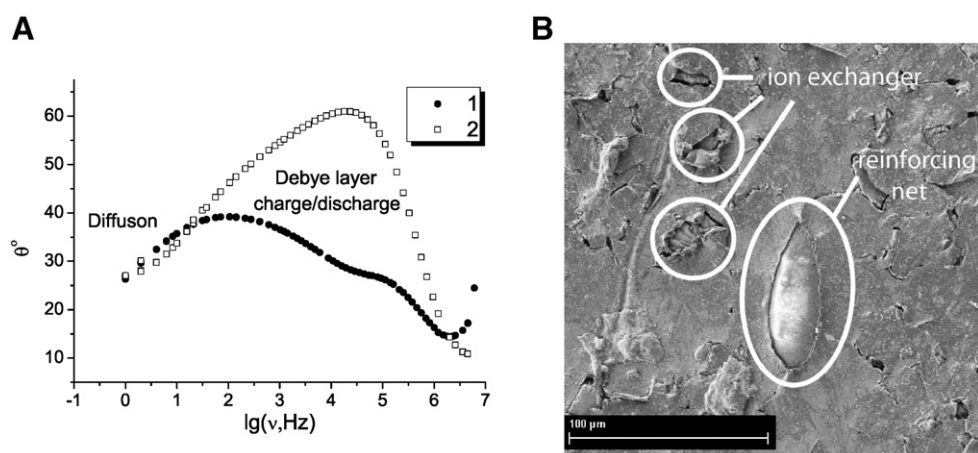 A
60
50
40
30
20
10
θ°
-1 0 1 2 3 4 5 6 7
lg(ν,Hz)
1
2
Diffuson
Debye layer
charge/discharge
B
ion exchanger
reinforcing
net
100 µm